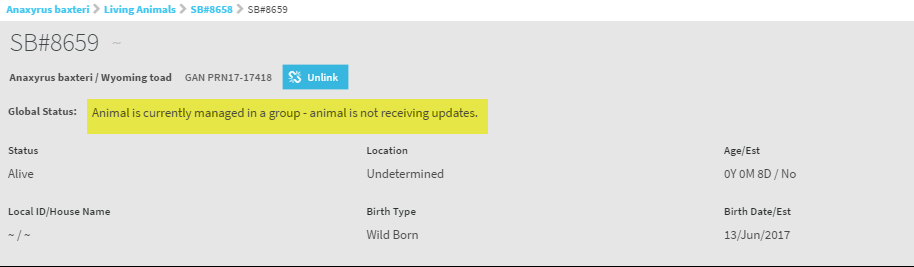 Anaxyrus baxteri > Living Animals > SB#8658 > SB#8659
SB#8659 ~
Anaxyrus baxteri / Wyoming toad GAN PRN17-17418 Unlink
Global Status: Animal is currently managed in a group - animal is not receiving updates.
Status Location Age/Est
Alive Undetermined 0Y 0M 8D / No
Local ID/House Name Birth Type Birth Date/Est
~ / ~ Wild Born 13/Jun/2017